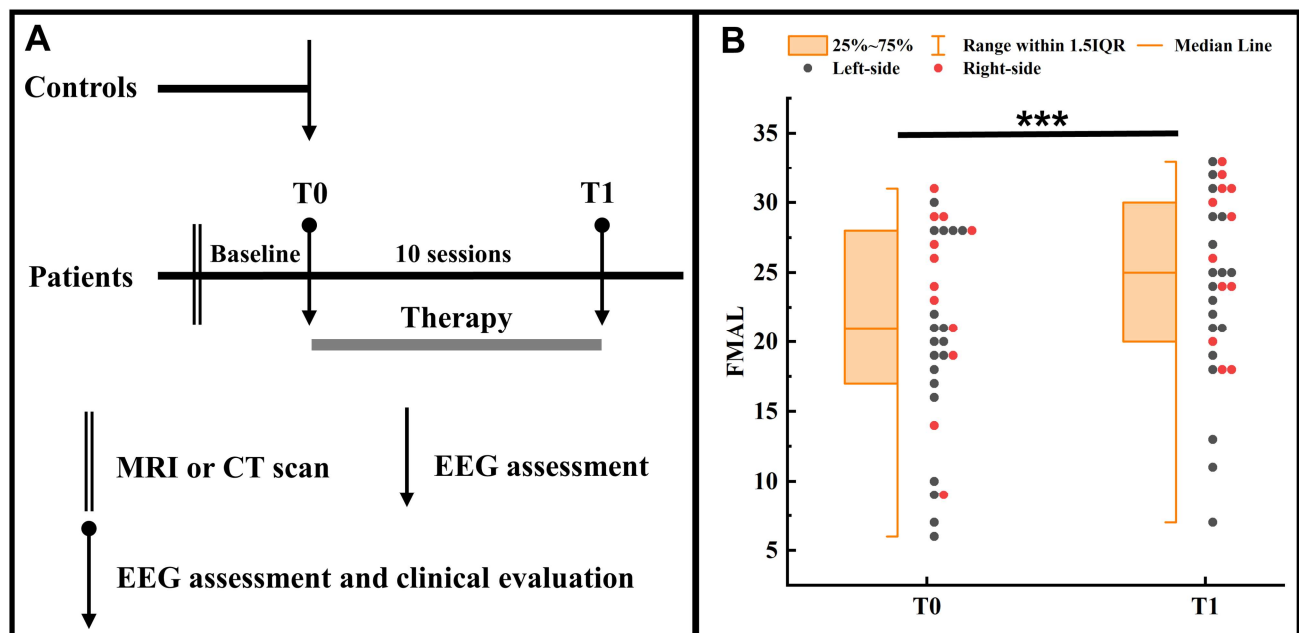 A
Controls
T0
T1
Baseline
10 sessions
Patients
Therapy
MRI or CT scan
EEG assessment
EEG assessment and clinical evaluation
B
25%~75%
Range within 1.5IQR
Median Line
Left-side
Right-side
***
35
30
25
20
15
10
5
FMAL
T0
T1